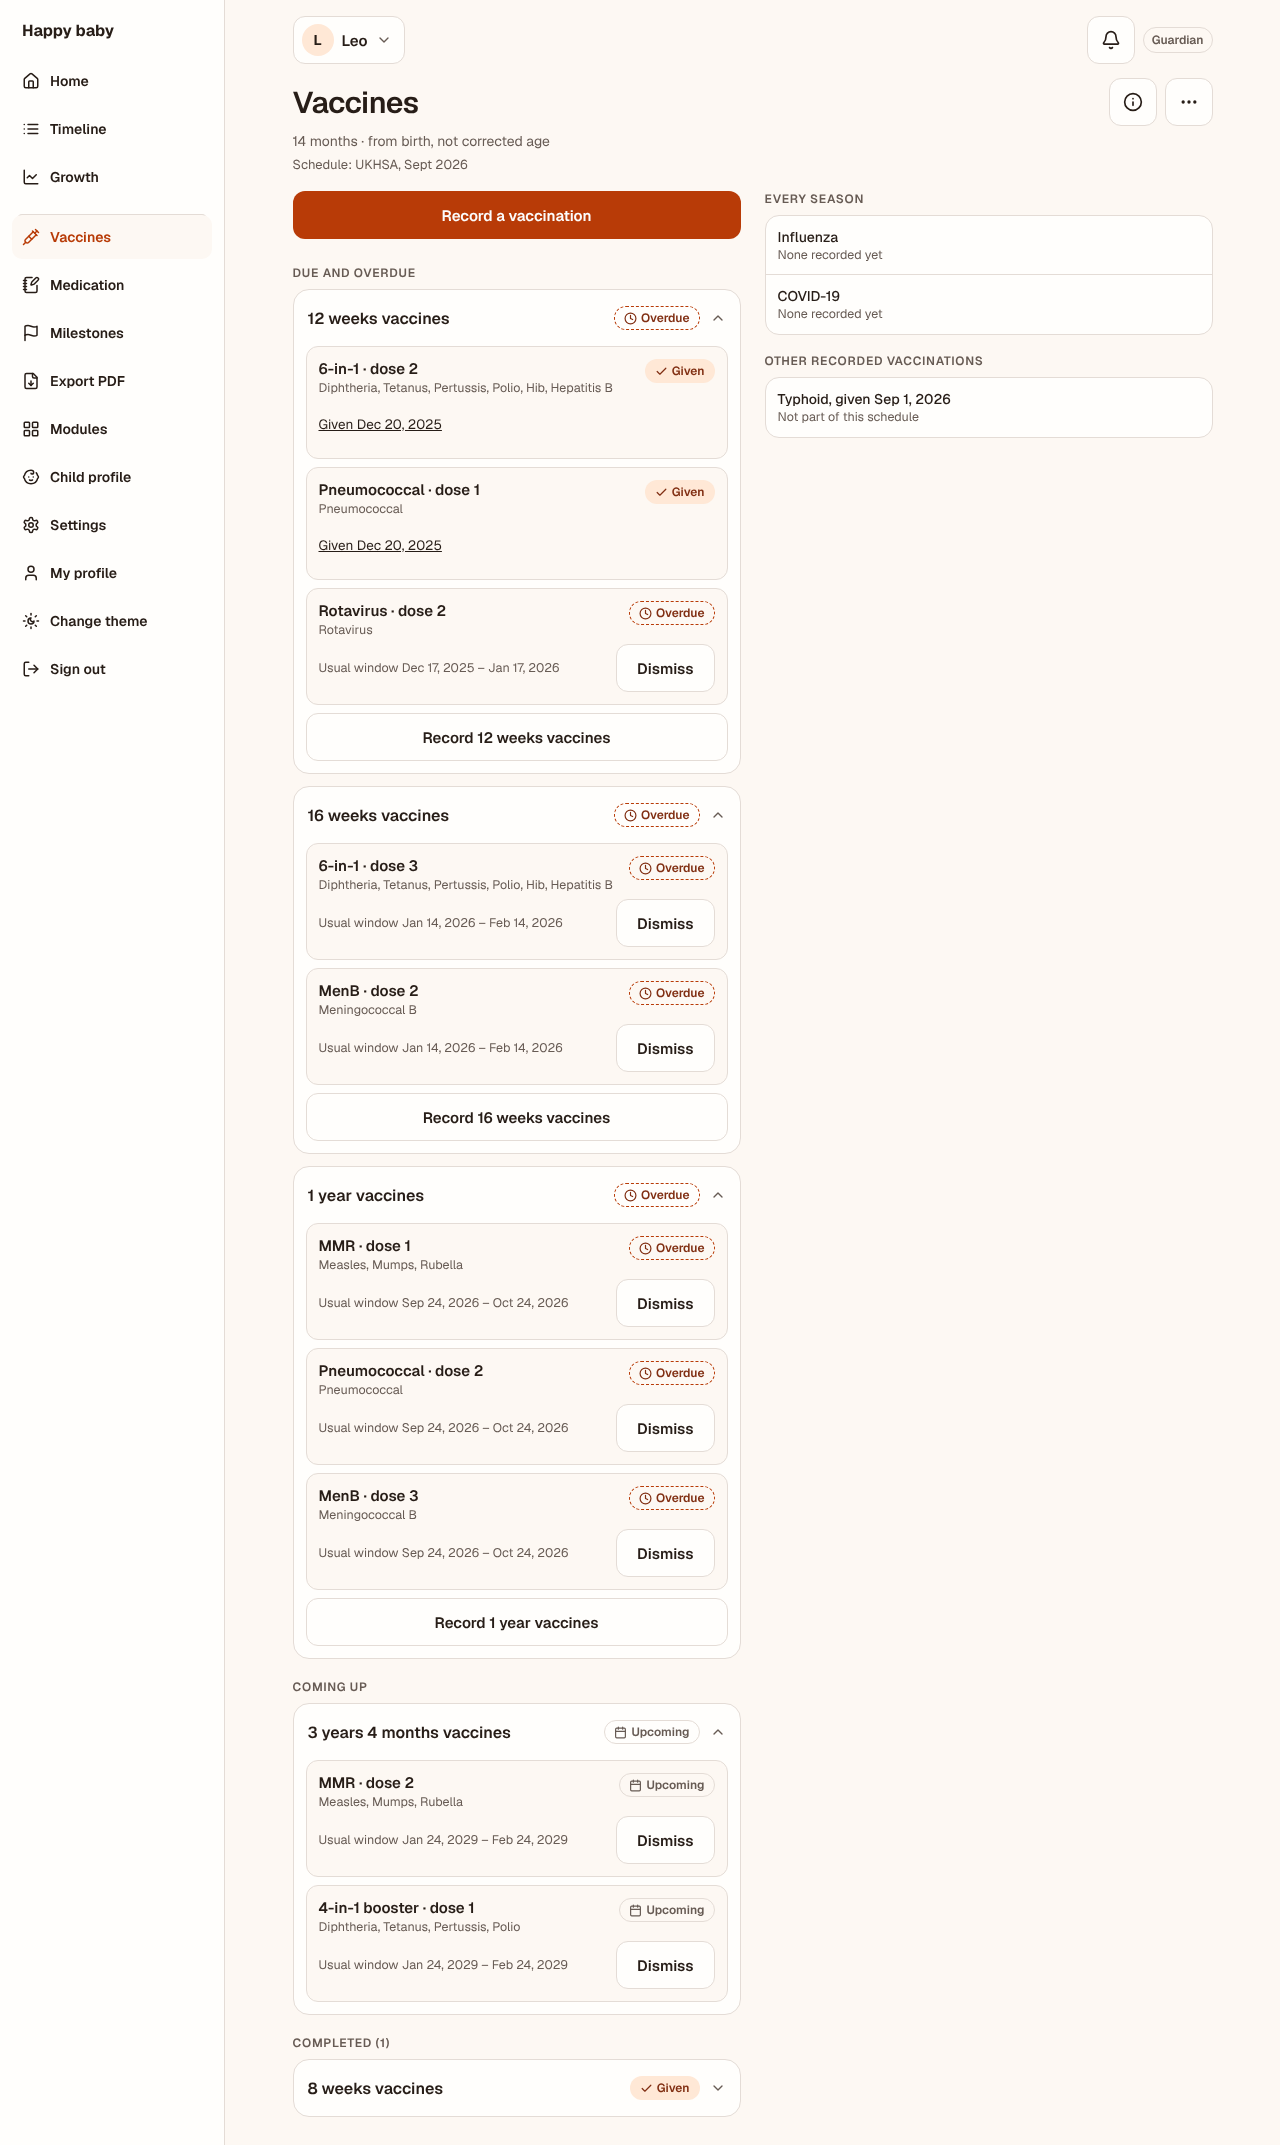 Happy baby
Home
Timeline
Growth
Vaccines
Medication
Milestones
Export PDF
Modules
Child profile
Settings
My profile
Change theme
Sign out
L Leo
Guardian
Vaccines
14 months · from birth, not corrected age
Schedule: UKHSA, Sept 2026
Record a vaccination
DUE AND OVERDUE
12 weeks vaccines Overdue
6-in-1 · dose 2 Given
Diphtheria, Tetanus, Pertussis, Polio, Hib, Hepatitis B
Given Dec 20, 2025
Pneumococcal · dose 1 Given
Pneumococcal
Given Dec 20, 2025
Rotavirus · dose 2 Overdue
Rotavirus
Usual window Dec 17, 2025 – Jan 17, 2026 Dismiss
Record 12 weeks vaccines
16 weeks vaccines Overdue
6-in-1 · dose 3 Overdue
Diphtheria, Tetanus, Pertussis, Polio, Hib, Hepatitis B
Usual window Jan 14, 2026 – Feb 14, 2026 Dismiss
MenB · dose 2 Overdue
Meningococcal B
Usual window Jan 14, 2026 – Feb 14, 2026 Dismiss
Record 16 weeks vaccines
1 year vaccines Overdue
MMR · dose 1 Overdue
Measles, Mumps, Rubella
Usual window Sep 24, 2026 – Oct 24, 2026 Dismiss
Pneumococcal · dose 2 Overdue
Pneumococcal
Usual window Sep 24, 2026 – Oct 24, 2026 Dismiss
MenB · dose 3 Overdue
Meningococcal B
Usual window Sep 24, 2026 – Oct 24, 2026 Dismiss
Record 1 year vaccines
COMING UP
3 years 4 months vaccines Upcoming
MMR · dose 2 Upcoming
Measles, Mumps, Rubella
Usual window Jan 24, 2029 – Feb 24, 2029 Dismiss
4-in-1 booster · dose 1 Upcoming
Diphtheria, Tetanus, Pertussis, Polio
Usual window Jan 24, 2029 – Feb 24, 2029 Dismiss
COMPLETED (1)
8 weeks vaccines Given
EVERY SEASON
Influenza
None recorded yet
COVID-19
None recorded yet
OTHER RECORDED VACCINATIONS
Typhoid, given Sep 1, 2026
Not part of this schedule